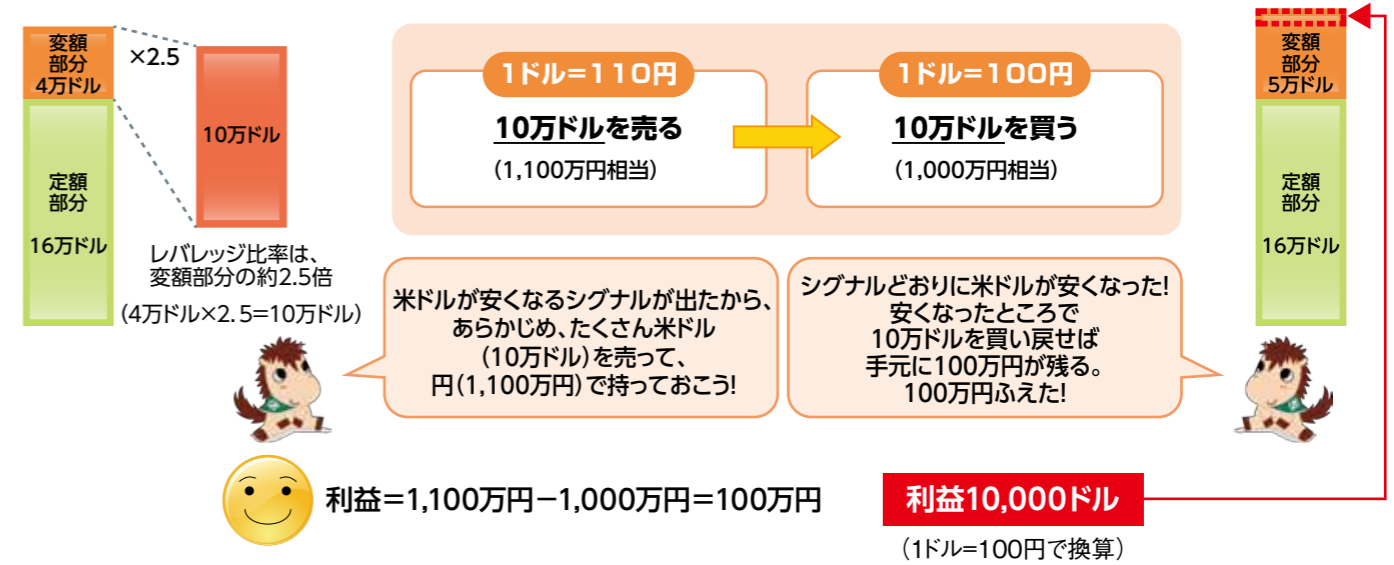 変額
部分
4万ドル
×2.5
10万ドル
定額
部分
16万ドル
レバレッジ比率は、
変額部分の約2.5倍
(4万ドル×2.5=10万ドル)
1ドル=110円
10万ドルを売る
(1,100万円相当)
1ドル=100円
10万ドルを買う
(1,000万円相当)
米ドルが安くなるシグナルが出たから、
あらかじめ、たくさん米ドル
(10万ドル)を売って、
円(1,100万円)で持っておこう!
シグナルどおりに米ドルが安くなった!
安くなったところで
10万ドルを買い戻せば
手元に100万円が残る。
100万円ふえた!
変額
部分
5万ドル
定額
部分
16万ドル
利益=1,100万円-1,000万円=100万円
利益10,000ドル
(1ドル=100円で換算)